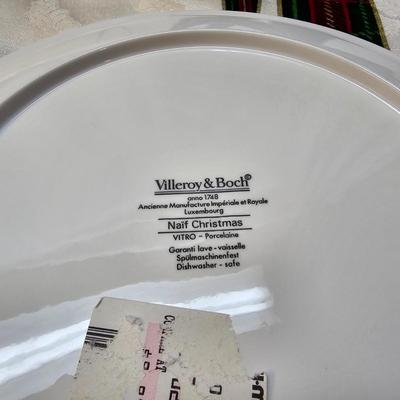 Villeroy & Boch©
anno 1748
Ancienne Manufacture Impériale et Royale
Luxembourg
Naïf Christmas
VITRO – Porcelaine
Garanti lave - vaisselle
Spülmaschinenfest
Dishwasher - safe